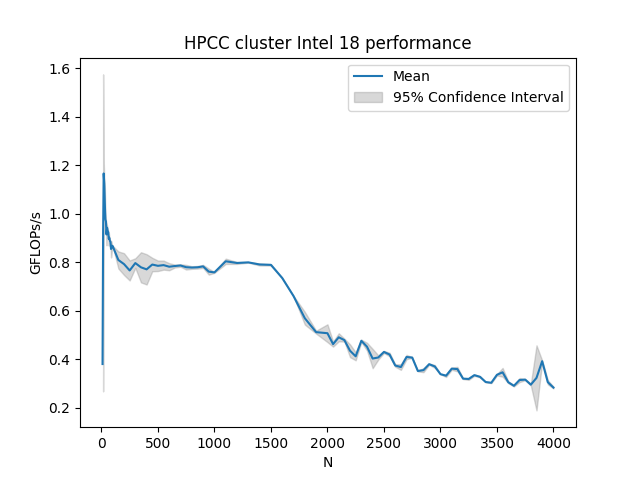 HPCC cluster Intel 18 performance
Mean
95% Confidence Interval
GFLOPs/s
1.6
1.4
1.2
1.0
0.8
0.6
0.4
0.2
0 500 1000 1500 2000 2500 3000 3500 4000
N